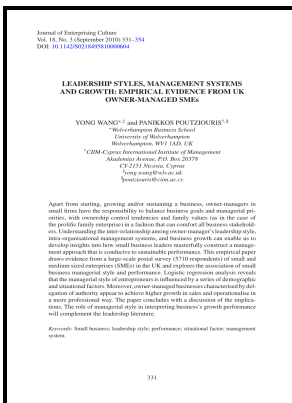 Journal of Enterprising Culture
Vol. 18, No. 3 (September 2010) 331–354
DOI: 10.1142/S0218495810000604
LEADERSHIP STYLES, MANAGEMENT SYSTEMS
AND GROWTH: EMPIRICAL EVIDENCE FROM UK
OWNER-MANAGED SMEs
YONG WANG*,‡ and PANIKKOS POUTZIOURIS†,§
*Wolverhampton Business School
University of Wolverhampton
Wolverhampton, WV1 1AD, UK
†CIIM-Cyprus International Institute of Management
Akademias Avenue, P.O. Box 20378
CY-2151 Nicosia, Cyprus
‡yong.wang@wlv.ac.uk
§poutziouris@ciim.ac.cy
Apart from starting, growing and/or sustaining a business, owner-managers in
small firms have the responsibility to balance business goals and managerial prior-
ities, with ownership control tendencies and family values (as in the case of
the prolific family enterprise) in a fashion that can comfort all business stakehold-
ers. Understanding the inter-relationship among owner-manager's leadership-style,
intra-organisational management systems, and business growth can enable us to
develop insights into how small business leaders masterfully construct a manage-
ment approach that is conducive to sustainable performance. This empirical paper
draws evidence from a large-scale postal survey (5710 respondents) of small and
medium sized enterprises (SMEs) in the UK and explores the association of small
business managerial style and performance. Logistic regression analysis reveals
that the managerial style of entrepreneurs is influenced by a series of demographic
and situational factors. Moreover, owner-managed businesses characterised by del-
egation of authority appear to achieve higher growth in sales and operationalise in
a more professional way. The paper concludes with a discussion of the implica-
tions. The role of managerial style in interpreting business's growth performance
will complement the leadership literature.
Keywords: Small business; leadership style; performance; situational factor; management
system.
331